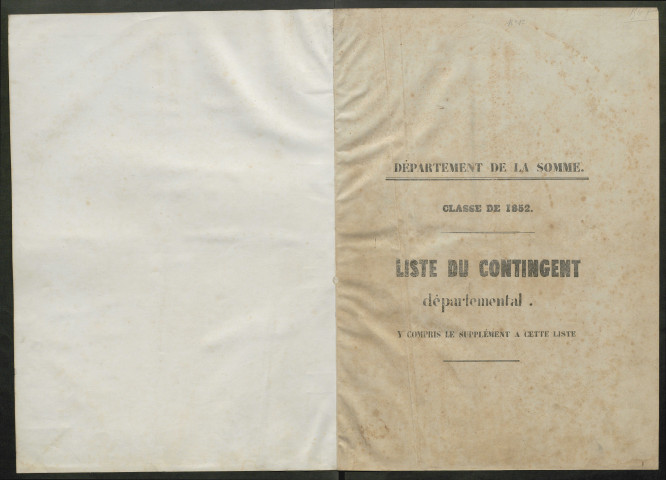 DÉPARTEMENT DE LA SOMME.
CLASSE DE 1852.
LISTE DU CONTINGENT
départemental.
Y COMPRIS LE SUPPLÉMENT A CETTE LISTE